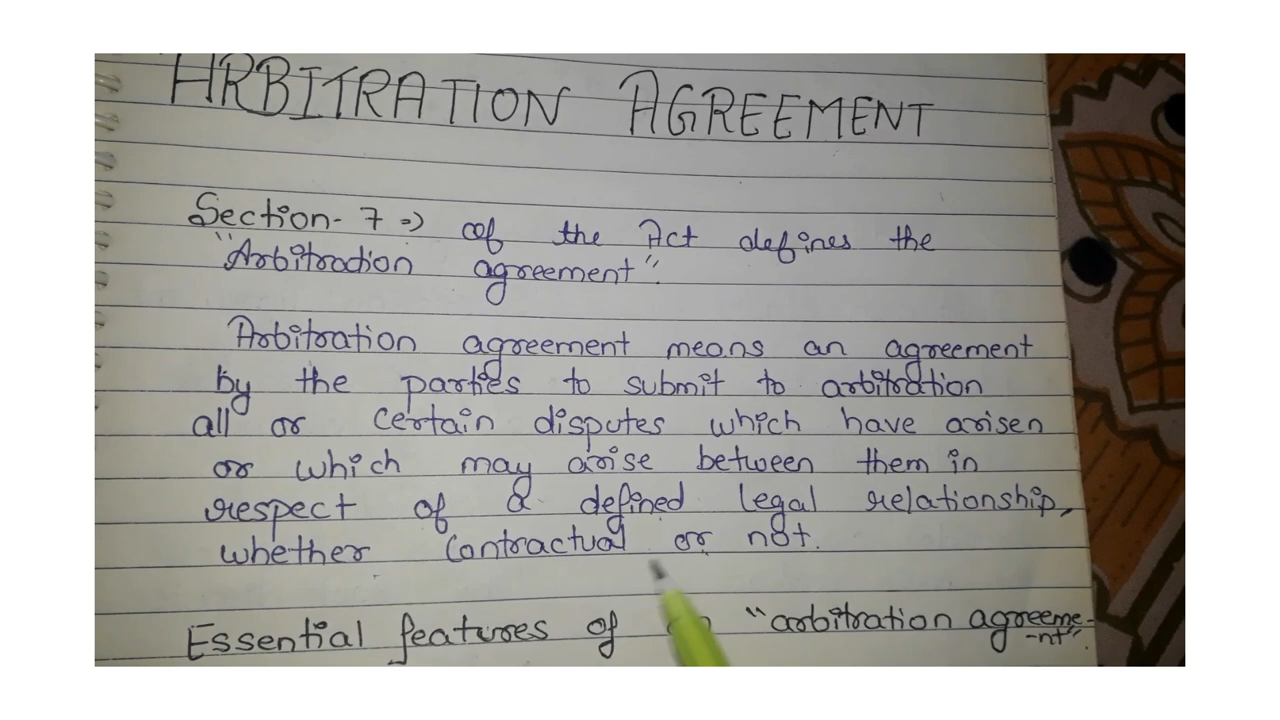 ARBITRATION AGREEMENT
Section- 7 => of the Act defines the
"Arbitration agreement".
Arbitration agreement means an agreement
by the parties to submit to arbitration
all or certain disputes which have arisen
or which may arise between them in
respect of a defined legal relationship,
whether contractual or not.
Essential features of "arbitration agreeme-
-nt".